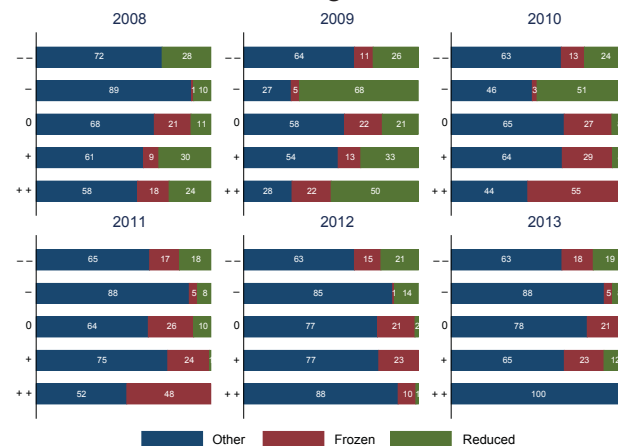 2008 2009 2010
– – 72 28 – – 64 11 26 – – 63 13 24
– 89 1 10 – 27 5 68 – 46 3 51
0 68 21 11 0 58 22 21 0 65 27
+ 61 9 30 + 54 13 33 + 64 29
+ + 58 18 24 + + 28 22 50 + + 44 55
2011 2012 2013
– – 65 17 18 – – 63 15 21 – – 63 18 19
– 88 5 8 – 85 1 14 – 88 5
0 64 26 10 0 77 21 2 0 78 21
+ 75 24 1 + 77 23 + 65 23 12
+ + 52 48 + + 88 10 1 + + 100
Other Frozen Reduced